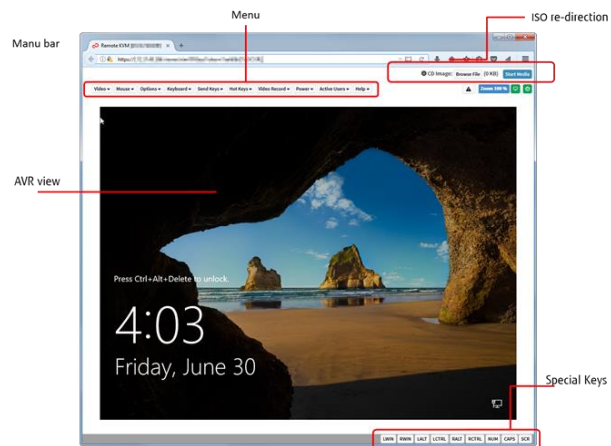 Menu
ISO re-direction
Manu bar
Remote KVM
https://
CD Image: Browse File (0 KB) Start Media
Video Mouse Options Keyboard Send Keys Hot Keys Video Record Power Active Users Help
Zoom 100 %
AVR view
Press Ctrl+Alt+Delete to unlock.
4:03
Friday, June 30
Special Keys
LWIN RWIN LALT LCTRL RALT RCTRL NUM CAPS SCR